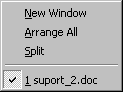 New Window
Arrange All
Split
1 suport_2.doc